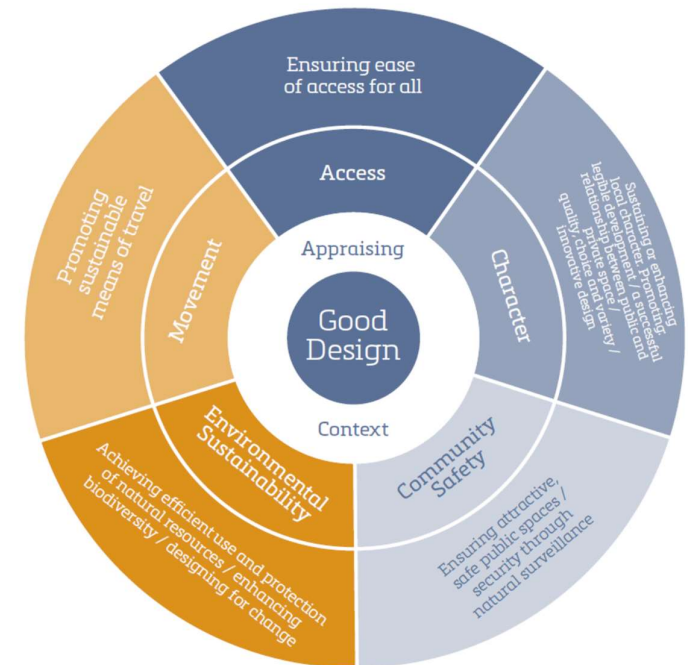 Ensuring ease
of access for all
Access
Sustaining or enhancing
local character. Promoting
legible development / a successful
relationship between public and
private space /
quality, choice and variety /
innovative design
Character
Ensuring attractive,
safe public spaces /
security through
natural surveillance
Community
Safety
Achieving efficient use and protection
of natural resources / enhancing
biodiversity / designing for change
Environmental
Sustainability
Promoting
sustainable
means of travel
Movement
Appraising
Good
Design
Context